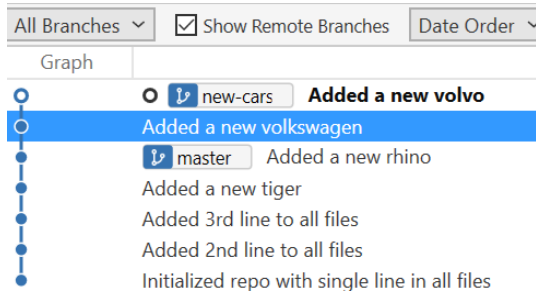 All Branches Show Remote Branches Date Order
Graph
new-cars Added a new volvo
Added a new volkswagen
master Added a new rhino
Added a new tiger
Added 3rd line to all files
Added 2nd line to all files
Initialized repo with single line in all files